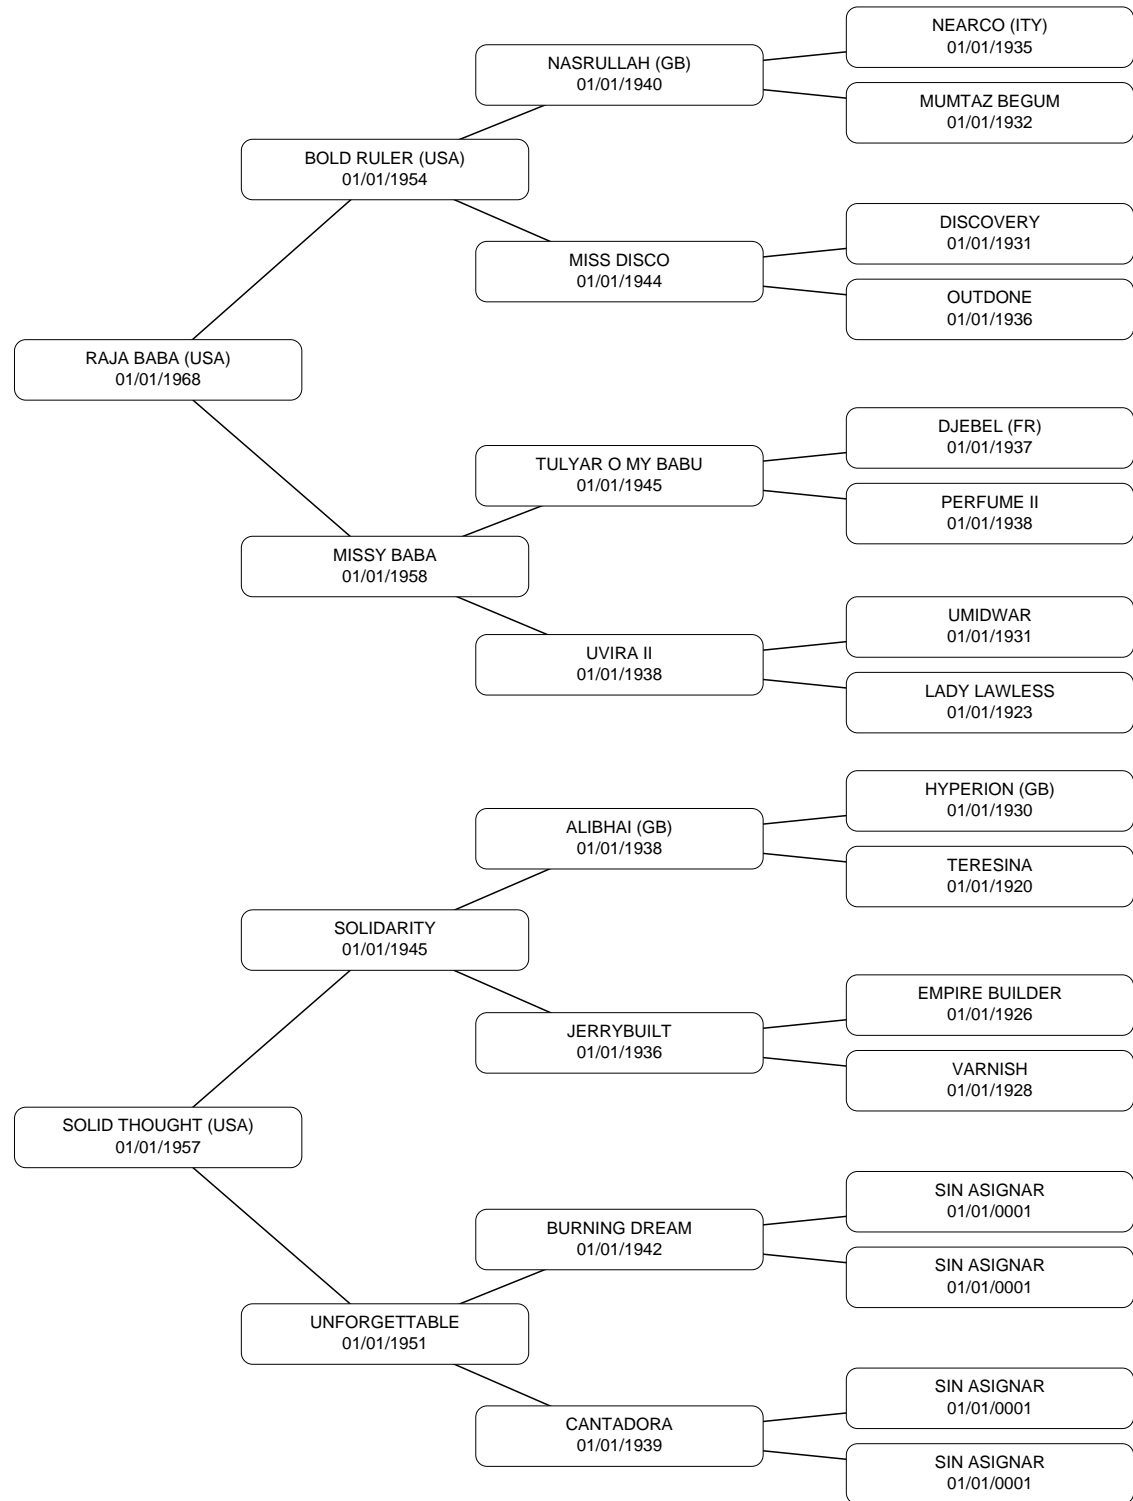 NEARCO (ITY)
01/01/1935
NASRULLAH (GB)
01/01/1940
MUMTAZ BEGUM
01/01/1932
BOLD RULER (USA)
01/01/1954
DISCOVERY
01/01/1931
MISS DISCO
01/01/1944
OUTDONE
01/01/1936
RAJA BABA (USA)
01/01/1968
DJEBEL (FR)
01/01/1937
TULYAR O MY BABU
01/01/1945
PERFUME II
01/01/1938
MISSY BABA
01/01/1958
UMIDWAR
01/01/1931
UVIRA II
01/01/1938
LADY LAWLESS
01/01/1923
HYPERION (GB)
01/01/1930
ALIBHAI (GB)
01/01/1938
TERESINA
01/01/1920
SOLIDARITY
01/01/1945
EMPIRE BUILDER
01/01/1926
JERRYBUILT
01/01/1936
VARNISH
01/01/1928
SOLID THOUGHT (USA)
01/01/1957
SIN ASIGNAR
01/01/0001
BURNING DREAM
01/01/1942
SIN ASIGNAR
01/01/0001
UNFORGETTABLE
01/01/1951
SIN ASIGNAR
01/01/0001
CANTADORA
01/01/1939
SIN ASIGNAR
01/01/0001